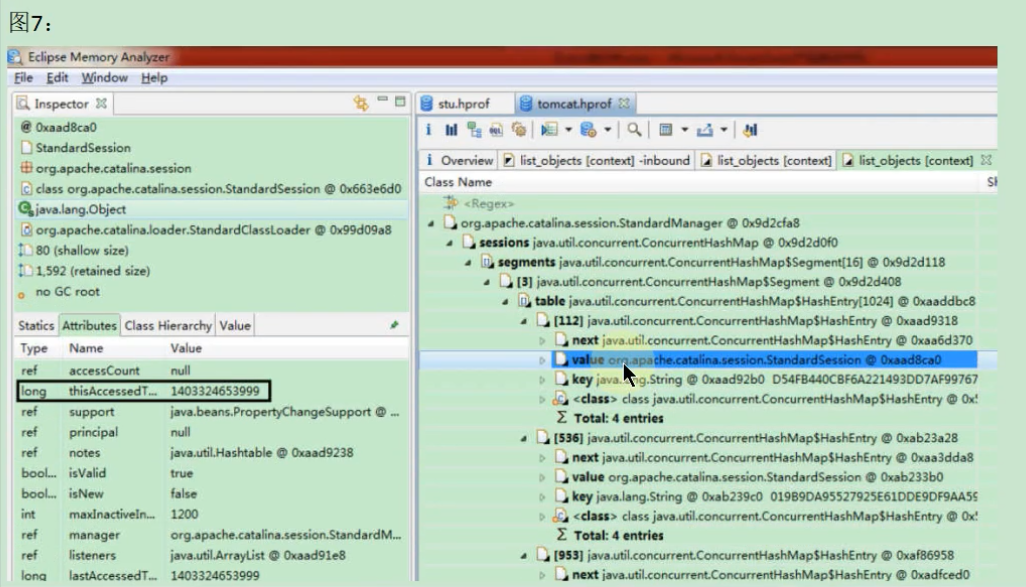 图7：
Eclipse Memory Analyzer
File Edit Window Help
Inspector
@ 0xaad8ca0
StandardSession
org.apache.catalina.session
class org.apache.catalina.session.StandardSession @ 0x663e6d0
java.lang.Object
org.apache.catalina.loader.StandardClassLoader @ 0x99d09a8
80 (shallow size)
1,592 (retained size)
no GC root
Statics Attributes Class Hierarchy Value
Type Name Value
ref accessCount null
long thisAccessedT... 1403324653999
ref support java.beans.PropertyChangeSupport @ ...
ref principal null
ref notes java.util.Hashtable @ 0xaad9238
bool... isValid true
bool... isNew false
int maxInactiveIn... 1200
ref manager org.apache.catalina.session.StandardM...
ref listeners java.util.ArrayList @ 0xaad91e8
long lastAccessedT... 1403324653999
stu.hprof tomcat.hprof
i Overview list_objects [context] -inbound list_objects [context] list_objects [context]
Class Name
<Regex>
org.apache.catalina.session.StandardManager @ 0x9d2cfa8
sessions java.util.concurrent.ConcurrentHashMap @ 0x9d2d0f0
segments java.util.concurrent.ConcurrentHashMap$Segment[16] @ 0x9d2d118
[3] java.util.concurrent.ConcurrentHashMap$Segment @ 0x9d2d408
table java.util.concurrent.ConcurrentHashMap$HashEntry[1024] @ 0xaaddbc8
[112] java.util.concurrent.ConcurrentHashMap$HashEntry @ 0xaad9318
next java.util.concurrent.ConcurrentHashMap$HashEntry @ 0xaa6d370
value org.apache.catalina.session.StandardSession @ 0xaad8ca0
key java.lang.String @ 0xaad92b0 D54FB440CBF6A221493DD7AF99767
<class> class java.util.concurrent.ConcurrentHashMap$HashEntry @ 0x
Σ Total: 4 entries
[536] java.util.concurrent.ConcurrentHashMap$HashEntry @ 0xab23a28
next java.util.concurrent.ConcurrentHashMap$HashEntry @ 0xaa3dda8
value org.apache.catalina.session.StandardSession @ 0xab233b0
key java.lang.String @ 0xab239c0 019B9DA95527925E61DDE9DF9AA59
<class> class java.util.concurrent.ConcurrentHashMap$HashEntry @ 0x
Σ Total: 4 entries
[953] java.util.concurrent.ConcurrentHashMap$HashEntry @ 0xaf86958
next java.util.concurrent.ConcurrentHashMap$HashEntry @ 0xadfced0